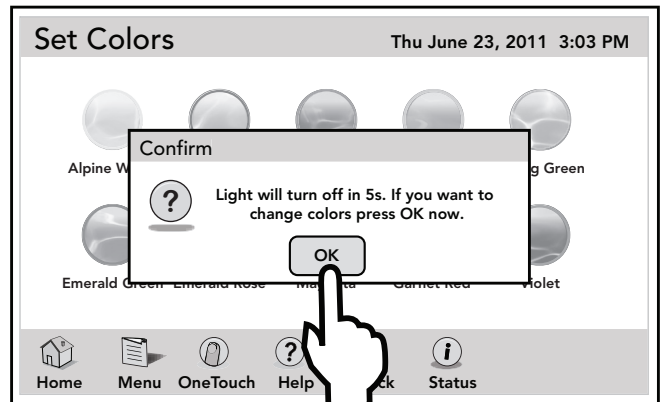 Set Colors Thu June 23, 2011 3:03 PM
Confirm
Alpine Green
?
Light will turn off in 5s. If you want to
change colors press OK now.
OK
Emerald Green Emerald Rose Garnet Red Violet
?
i
Home Menu OneTouch Help Status